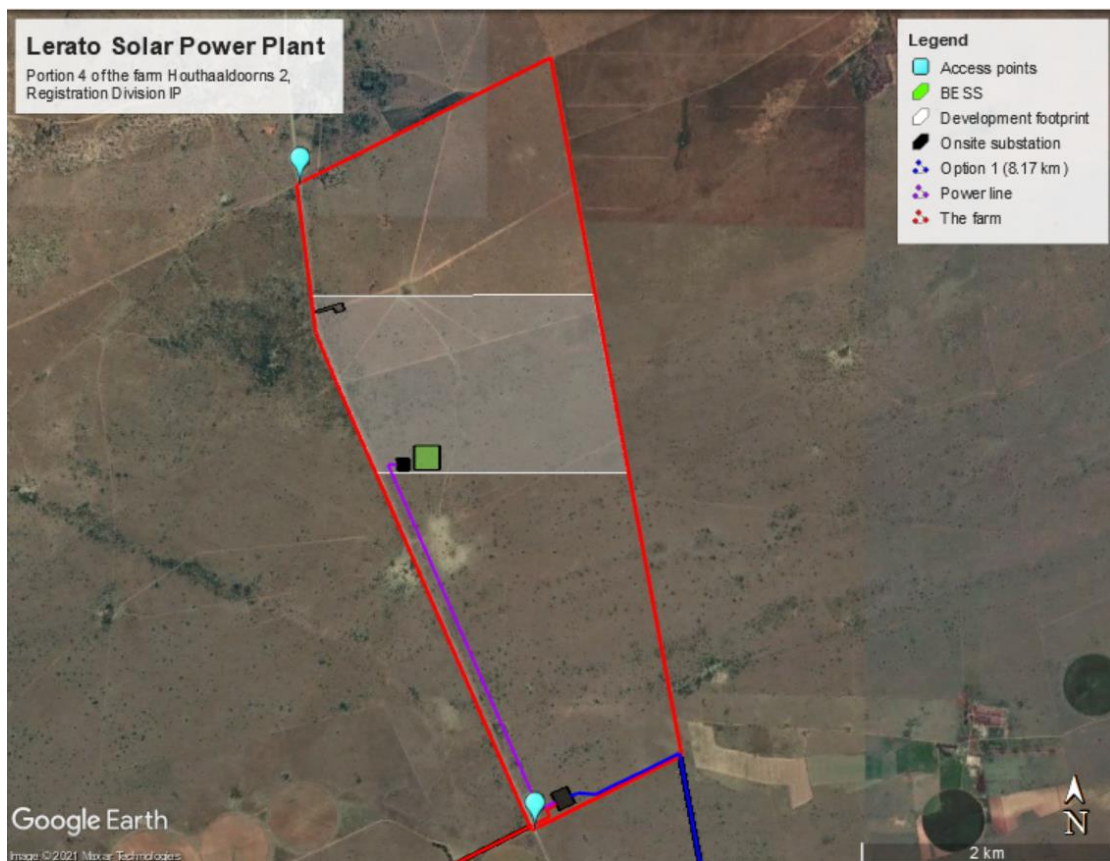 Lerato Solar Power Plant
Portion 4 of the farm Houthaaldoorns 2,
Registration Division IP
Legend
Access points
BESS
Development footprint
Onsite substation
Option 1 (8.17 km)
Power line
The farm
Google Earth
Image © 2021 Maxar Technologies
N
2 km